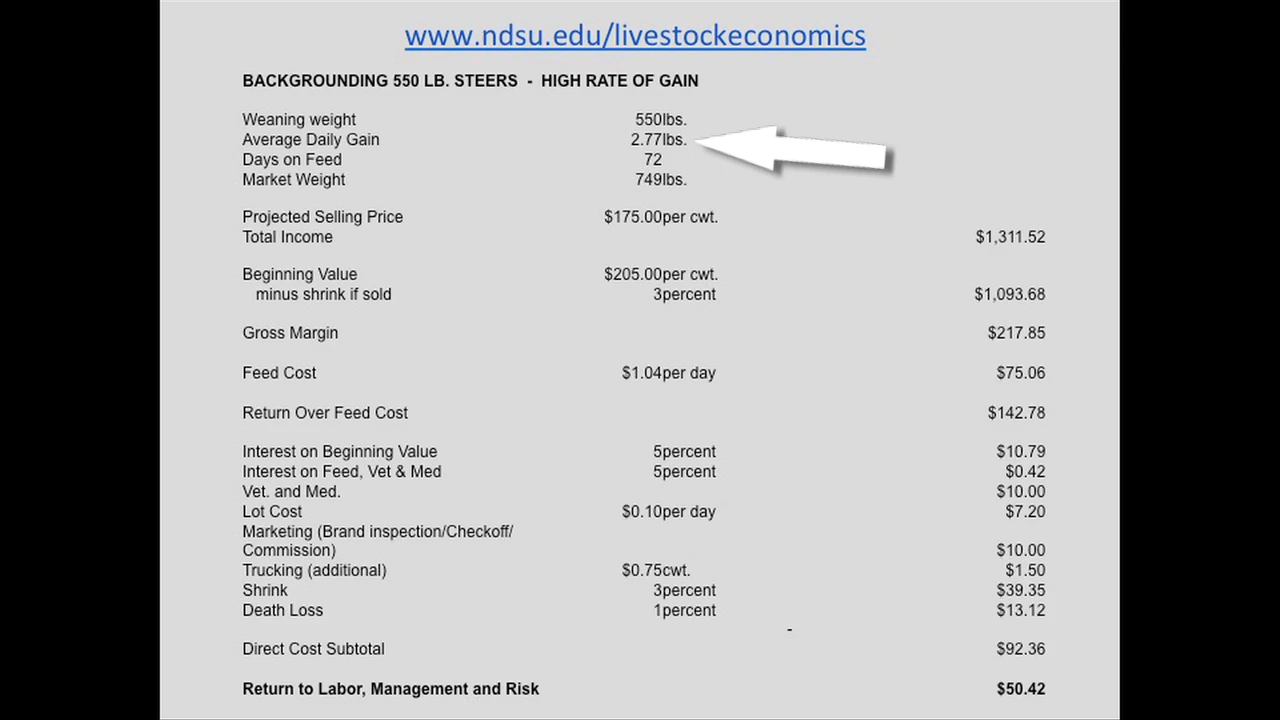 www.ndsu.edu/livestockeconomics
BACKGROUNDING 550 LB. STEERS - HIGH RATE OF GAIN
Weaning weight 550lbs.
Average Daily Gain 2.77lbs.
Days on Feed 72
Market Weight 749lbs.
Projected Selling Price $175.00per cwt.
Total Income $1,311.52
Beginning Value $205.00per cwt.
minus shrink if sold 3percent $1,093.68
Gross Margin $217.85
Feed Cost $1.04per day $75.06
Return Over Feed Cost $142.78
Interest on Beginning Value 5percent $10.79
Interest on Feed, Vet & Med 5percent $0.42
Vet. and Med. $10.00
Lot Cost $0.10per day $7.20
Marketing (Brand inspection/Checkoff/
Commission) $10.00
Trucking (additional) $0.75cwt. $1.50
Shrink 3percent $39.35
Death Loss 1percent $13.12
-
Direct Cost Subtotal $92.36
Return to Labor, Management and Risk $50.42